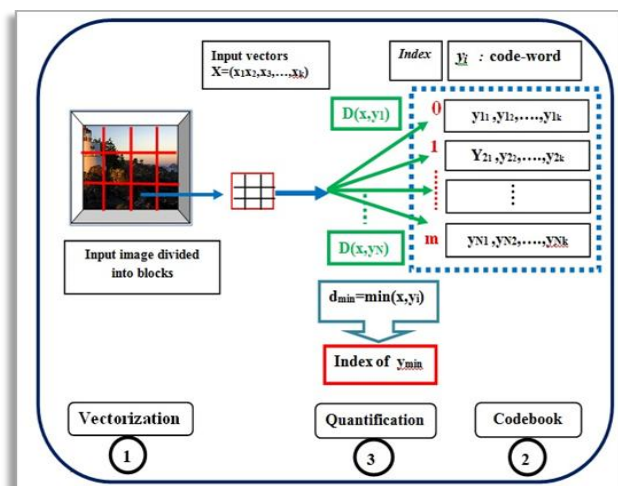 Input vectors
X=(x₁x₂,x₃,…,xₖ)
Index
yᵢ : code-word
D(x,y₁)
0
y1₁ ,y1₂,….,y1ₖ
1
Y2₁ ,y2₂,….,y2ₖ
⋮
m
yN1 ,yN2,….,yNk
D(x,yN)
Input image divided
into blocks
dmin=min(x,yᵢ)
Index of ymin
Vectorization
Quantification
Codebook
1
3
2